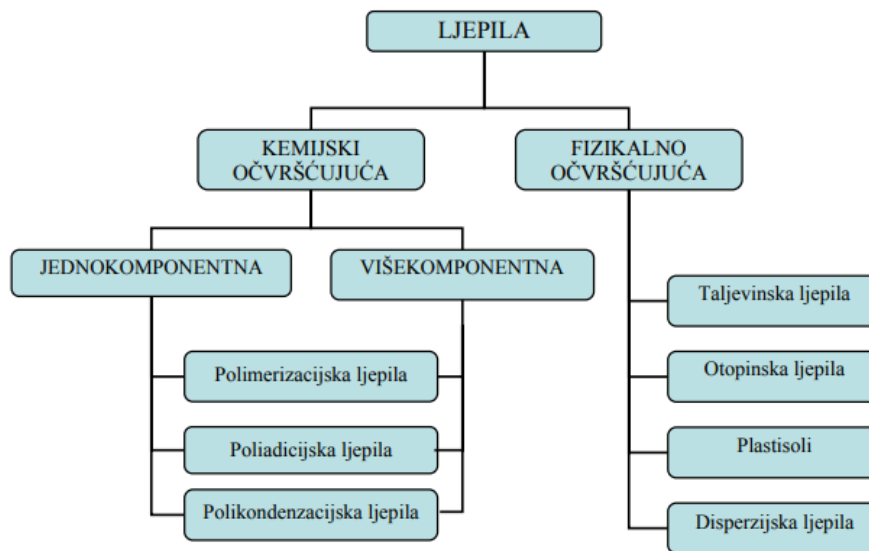 LJEPILA
KEMIJSKI
OČVRŠĆUJUĆA
FIZIKALNO
OČVRŠĆUJUĆA
JEDNOKOMPONENTNA
VIŠEKOMPONENTNA
Taljevinska ljepila
Polimerizacijska ljepila
Otopinska ljepila
Poliadicijska ljepila
Plastisoli
Polikondenzacijska ljepila
Disperzijska ljepila